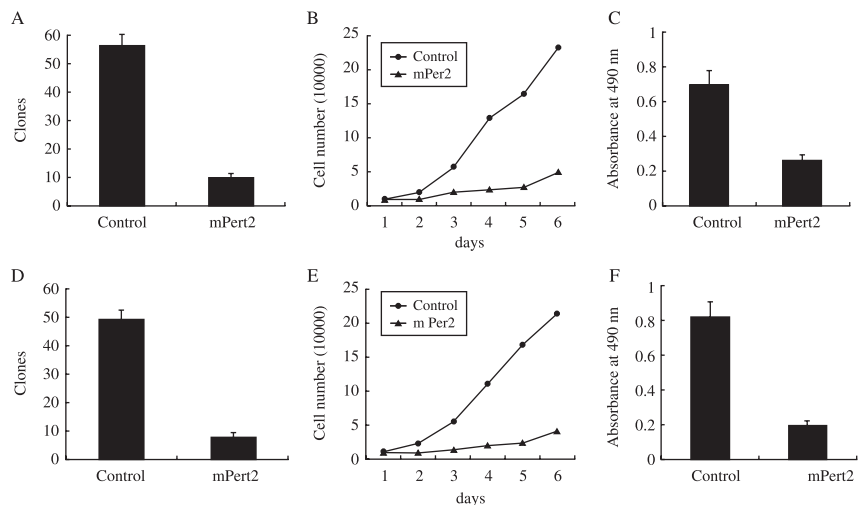 A
Clones
70
60
50
40
30
20
10
0
Control mPert2
B
Cell number (10000)
25
20
15
10
5
0
Control
mPer2
1 2 3 4 5 6
days
C
Absorbance at 490 nn
1
0.8
0.6
0.4
0.2
0
Control mPert2
D
Clones
60
50
40
30
20
10
0
Control mPert2
E
Cell number (10000)
25
20
15
10
5
0
Control
m Per2
1 2 3 4 5 6
days
F
Absorbance at 490 nn
1
0.8
0.6
0.4
0.2
0
Control mPert2